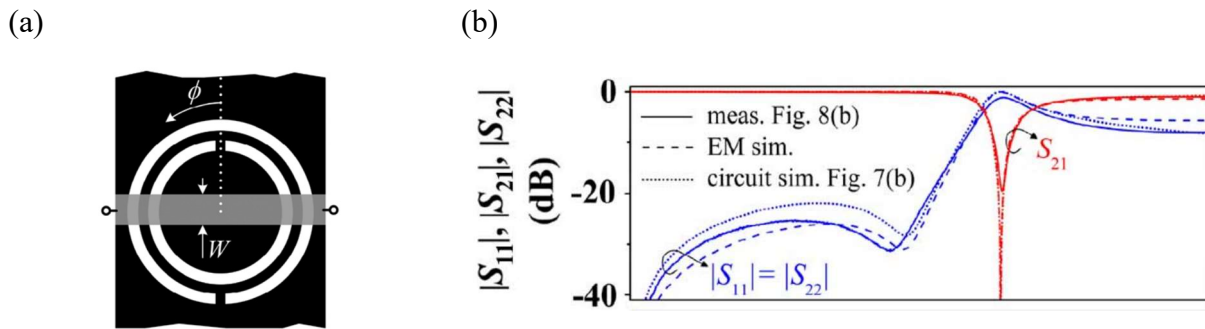 (a)
(b)
ϕ
W
|S11|, |S21|, |S22|
(dB)
0
-20
-40
meas. Fig. 8(b)
EM sim.
circuit sim. Fig. 7(b)
S21
|S11|= |S22|